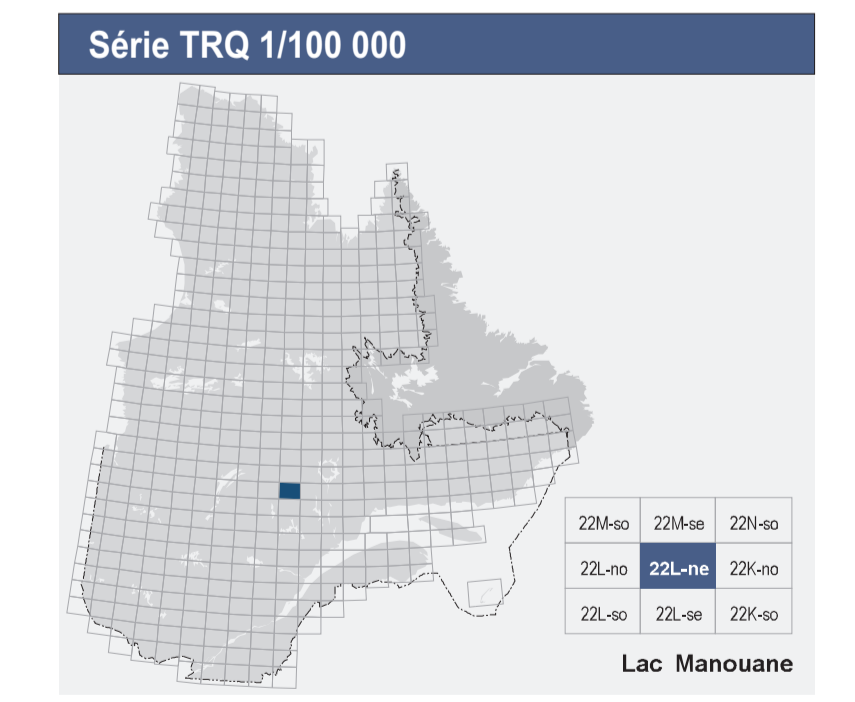 Série TRQ 1/100 000
22M-so 22M-se 22N-so
22L-no 22L-ne 22K-no
22L-so 22L-se 22K-so
Lac Manouane